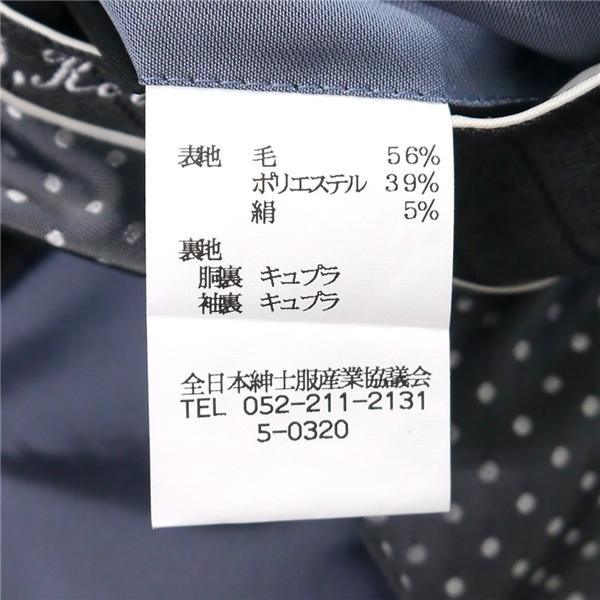 表地 毛 56%
ポリエステル 39%
絹 5%
裏地
胴裏 キュプラ
袖裏 キュプラ
全日本紳士服産業協議会
TEL 052-211-2131
5-0320